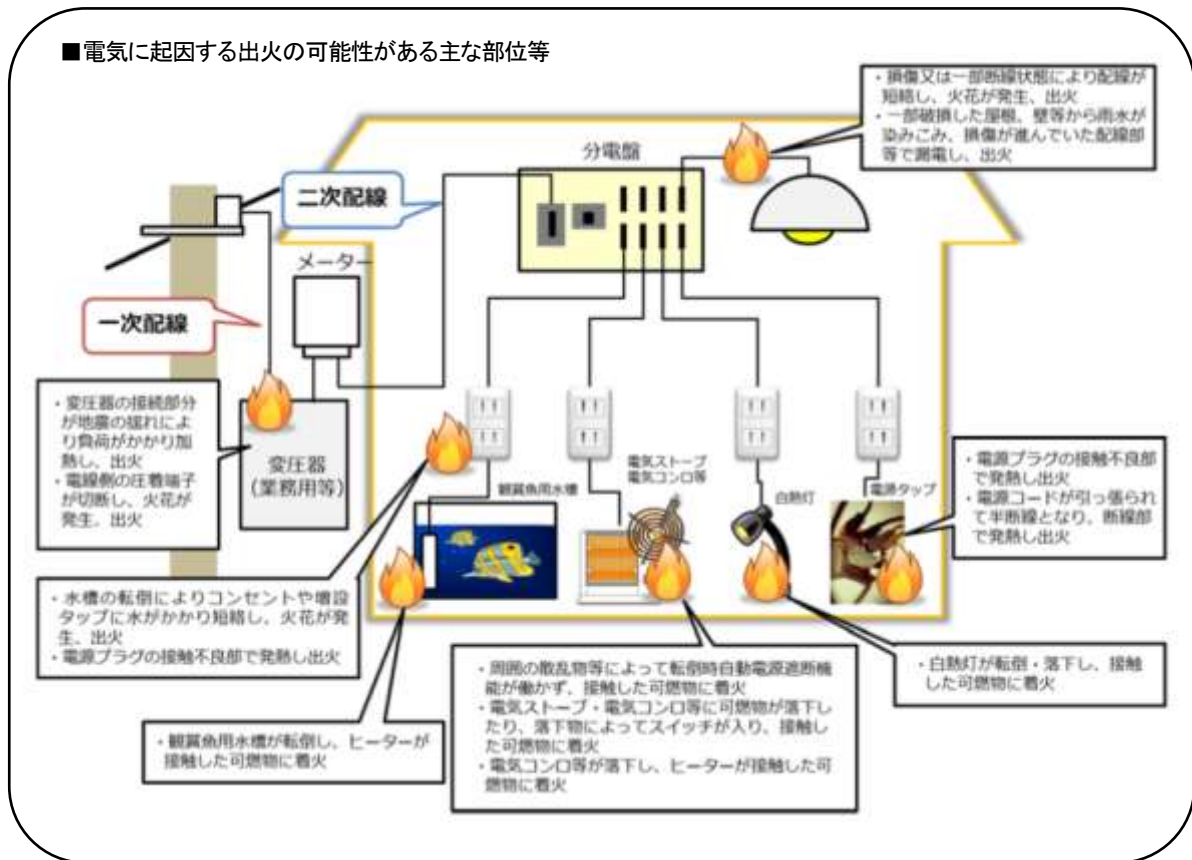 ■電気に起因する出火の可能性がある主な部位等
・損傷又は一部断線状態により配線が
短絡し、火花が発生、出火
・一部破損した屋根、壁等から雨水が
染みこみ、損傷が進んでいた配線部
等で漏電し、出火
分電盤
二次配線
メーター
一次配線
・変圧器の接続部分
が地震の揺れによ
り負荷がかかり加
熱し、出火
・電線側の圧着端子
が切断し、火花が
発生、出火
変圧器
(業務用等)
観賞魚用水槽
電気ストーブ
電気コンロ等
白熱灯
電源タップ
・電源プラグの接触不良部
で発熱し出火
・電源コードが引っ張られ
て半断線となり、断線部
で発熱し出火
・水槽の転倒によりコンセントや増設
タップに水がかかり短絡し、火花が発
生、出火
・電源プラグの接触不良部で発熱し出火
・観賞魚用水槽が転倒し、ヒーターが
接触した可燃物に着火
・周囲の散乱物等によって転倒時自動電源遮断機
能が働かず、接触した可燃物に着火
・電気ストーブ・電気コンロ等に可燃物が落下し
たり、落下物によってスイッチが入り、接触し
た可燃物に着火
・電気コンロ等が落下し、ヒーターが接触した可
燃物に着火
・白熱灯が転倒・落下し、接触
した可燃物に着火